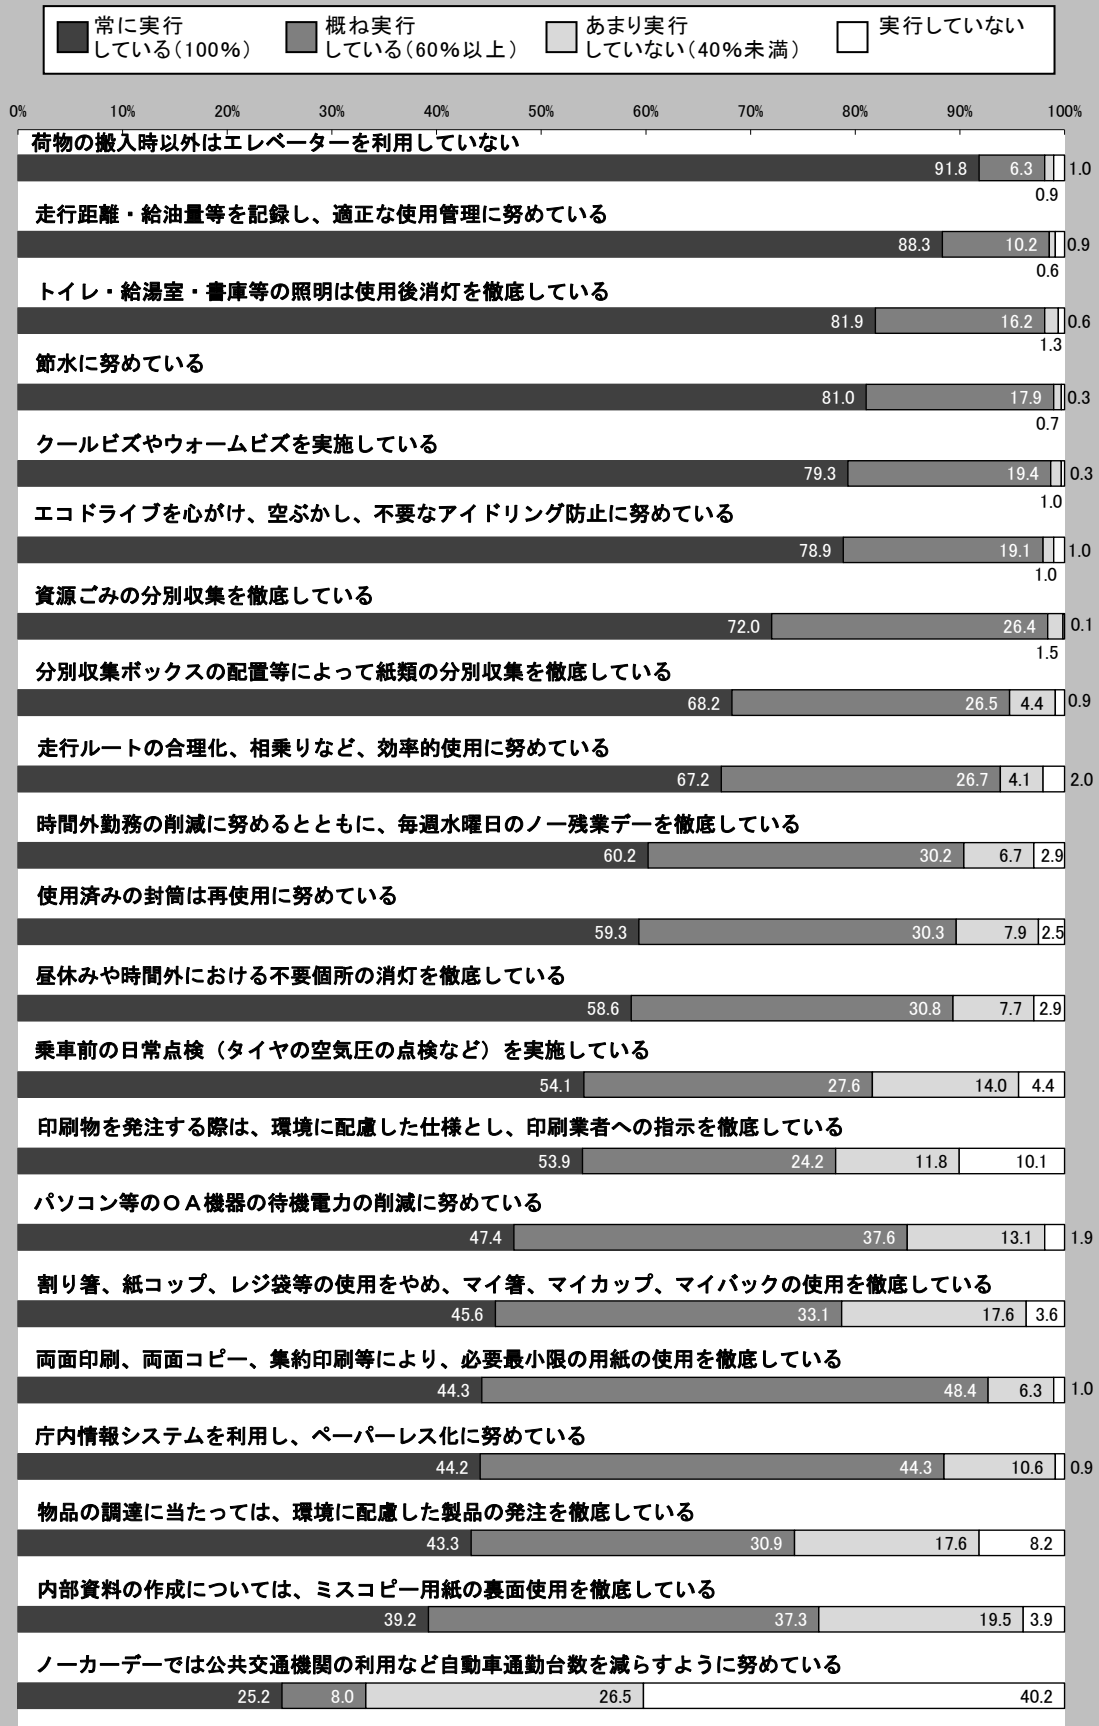 常に実行
している(100%)
概ね実行
している(60%以上)
あまり実行
していない(40%未満)
実行していない
0% 10% 20% 30% 40% 50% 60% 70% 80% 90% 100%
荷物の搬入時以外はエレベーターを利用していない
91.8 6.3 1.0
0.9
走行距離・給油量等を記録し、適正な使用管理に努めている
88.3 10.2 0.9
0.6
トイレ・給湯室・書庫等の照明は使用後消灯を徹底している
81.9 16.2 0.6
1.3
節水に努めている
81.0 17.9 0.3
0.7
クールビズやウォームビズを実施している
79.3 19.4 0.3
1.0
エコドライブを心がけ、空ぶかし、不要なアイドリング防止に努めている
78.9 19.1 1.0
1.0
資源ごみの分別収集を徹底している
72.0 26.4 0.1
1.5
分別収集ボックスの配置等によって紙類の分別収集を徹底している
68.2 26.5 4.4 0.9
走行ルートの合理化、相乗りなど、効率的使用に努めている
67.2 26.7 4.1 2.0
時間外勤務の削減に努めるとともに、毎週水曜日のノー残業デーを徹底している
60.2 30.2 6.7 2.9
使用済みの封筒は再使用に努めている
59.3 30.3 7.9 2.5
昼休みや時間外における不要個所の消灯を徹底している
58.6 30.8 7.7 2.9
乗車前の日常点検（タイヤの空気圧の点検など）を実施している
54.1 27.6 14.0 4.4
印刷物を発注する際は、環境に配慮した仕様とし、印刷業者への指示を徹底している
53.9 24.2 11.8 10.1
パソコン等のＯＡ機器の待機電力の削減に努めている
47.4 37.6 13.1 1.9
割り箸、紙コップ、レジ袋等の使用をやめ、マイ箸、マイカップ、マイバックの使用を徹底している
45.6 33.1 17.6 3.6
両面印刷、両面コピー、集約印刷等により、必要最小限の用紙の使用を徹底している
44.3 48.4 6.3 1.0
庁内情報システムを利用し、ペーパーレス化に努めている
44.2 44.3 10.6 0.9
物品の調達に当たっては、環境に配慮した製品の発注を徹底している
43.3 30.9 17.6 8.2
内部資料の作成については、ミスコピー用紙の裏面使用を徹底している
39.2 37.3 19.5 3.9
ノーカーデーでは公共交通機関の利用など自動車通勤台数を減らすように努めている
25.2 8.0 26.5 40.2